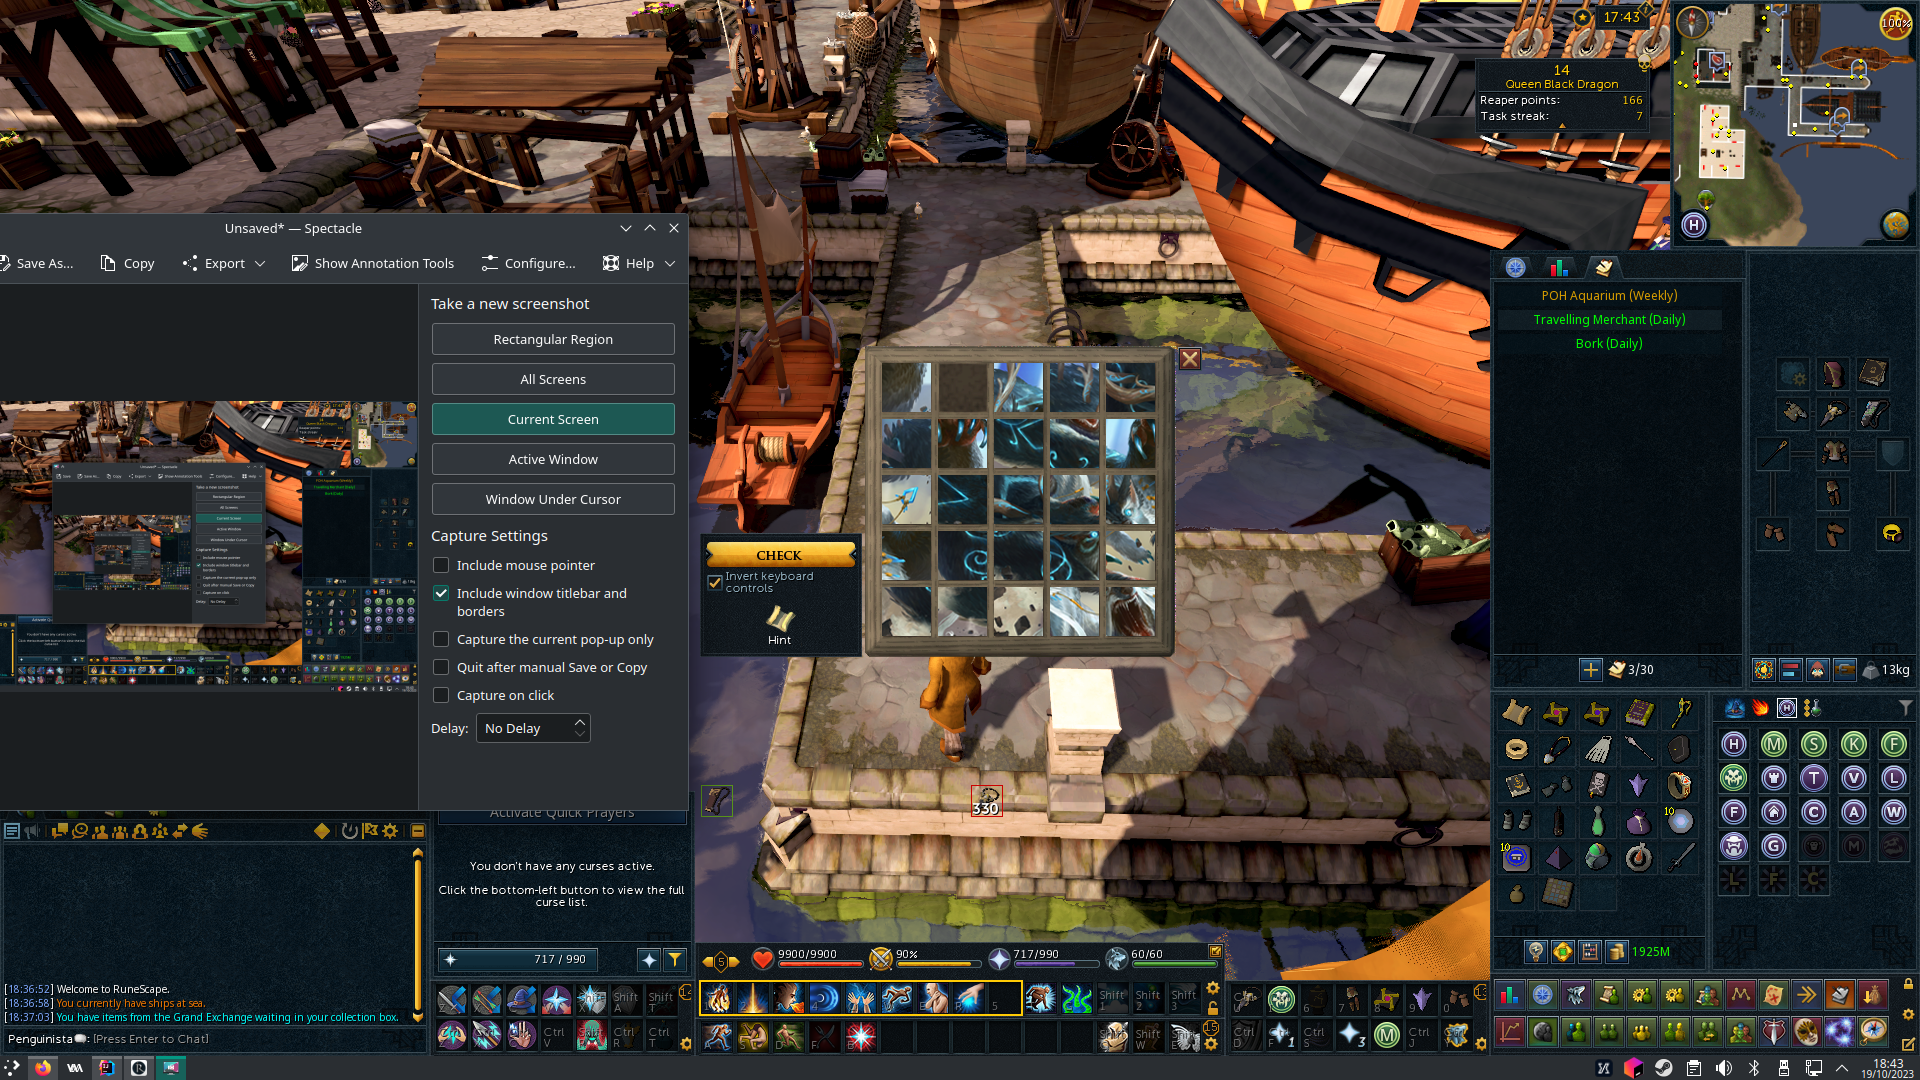 17:43
100%
14
Queen Black Dragon
Reaper points: 166
Task streak: 7
Unsaved* — Spectacle
Save As... Copy Export Show Annotation Tools Configure... Help
Take a new screenshot
Rectangular Region
All Screens
Current Screen
Active Window
Window Under Cursor
Capture Settings
Include mouse pointer
Include window titlebar and
borders
Capture the current pop-up only
Quit after manual Save or Copy
Capture on click
Delay: No Delay
CHECK
Invert keyboard
controls
Hint
POH Aquarium (Weekly)
Travelling Merchant (Daily)
Bork (Daily)
3/30
13kg
330
Activate Quick Prayers
You don't have any curses active.
Click the bottom-left button to view the full
curse list.
717 / 990
5
9900/9900
90%
717/990
60/60
10
10
1925M
H M S K F
T V L
F C A W
G M
L F C
[18:36:52] Welcome to RuneScape.
[18:36:58] You currently have ships at sea.
[18:37:03] You have items from the Grand Exchange waiting in your collection box.
Penguinista: [Press Enter to Chat]
18:43
19/10/2023